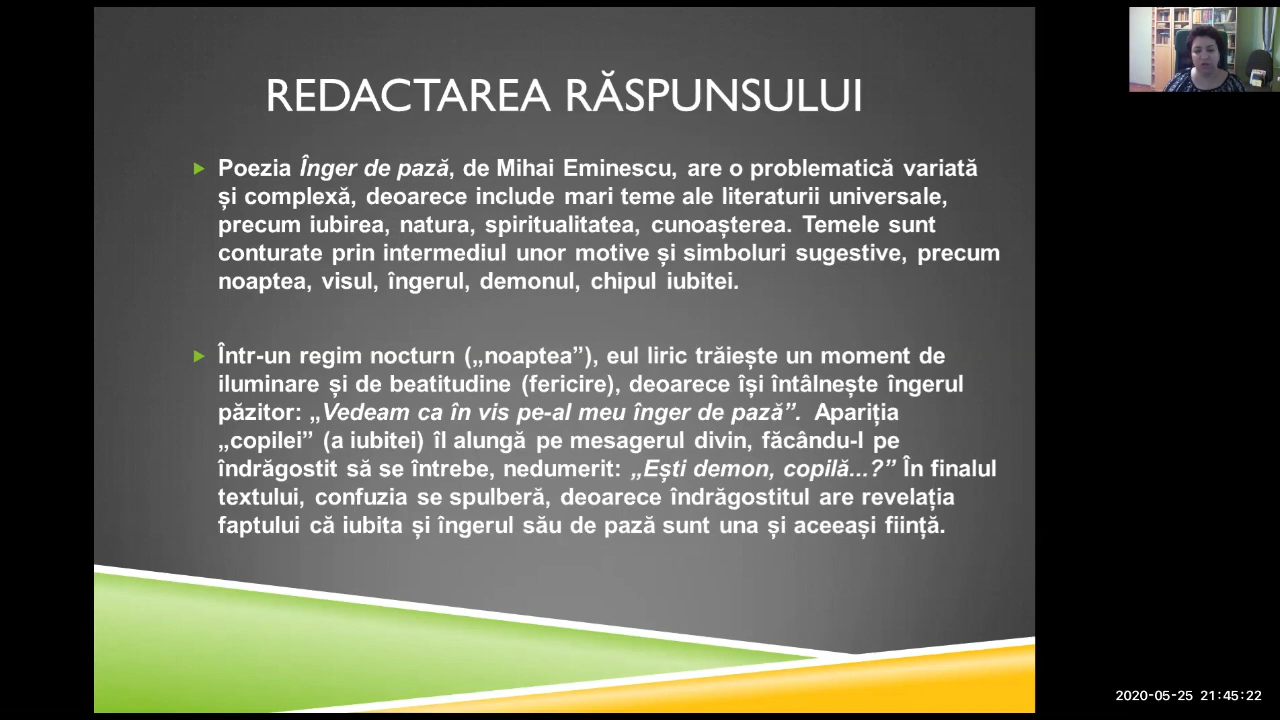 REDACTAREA RĂSPUNSULUI
Poezia Înger de pază, de Mihai Eminescu, are o problematică variată
și complexă, deoarece include mari teme ale literaturii universale,
precum iubirea, natura, spiritualitatea, cunoașterea. Temele sunt
conturate prin intermediul unor motive și simboluri sugestive, precum
noaptea, visul, îngerul, demonul, chipul iubitei.
Într-un regim nocturn („noaptea”), eul liric trăiește un moment de
iluminare și de beatitudine (fericire), deoarece își întâlnește îngerul
păzitor: „Vedeam ca în vis pe-al meu înger de pază”. Apariția
„copilei” (a iubitei) îl alungă pe mesagerul divin, făcându-l pe
îndrăgostit să se întrebe, nedumerit: „Ești demon, copilă...?” În finalul
textului, confuzia se spulberă, deoarece îndrăgostitul are revelația
faptului că iubita și îngerul său de pază sunt una și aceeași ființă.
2020-05-25 21:45:22